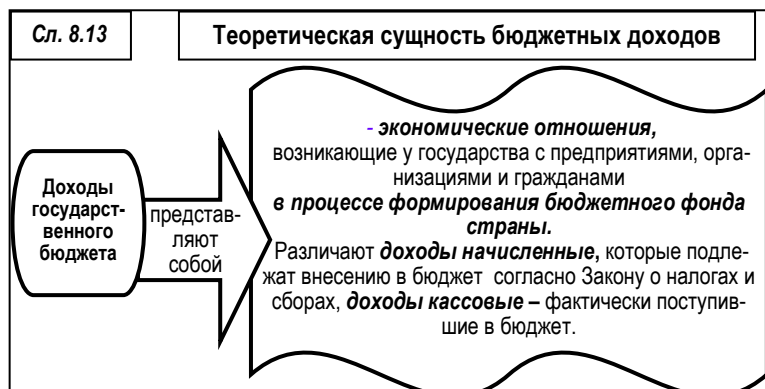 Сл. 8.13
Теоретическая сущность бюджетных доходов
Доходы
государст-
венного
бюджета
представ-
ляют
собой
- экономические отношения,
возникающие у государства с предприятиями, орга-
низациями и гражданами
в процессе формирования бюджетного фонда
страны.
Различают доходы начисленные, которые подле-
жат внесению в бюджет согласно Закону о налогах и
сборах, доходы кассовые – фактически поступив-
шие в бюджет.